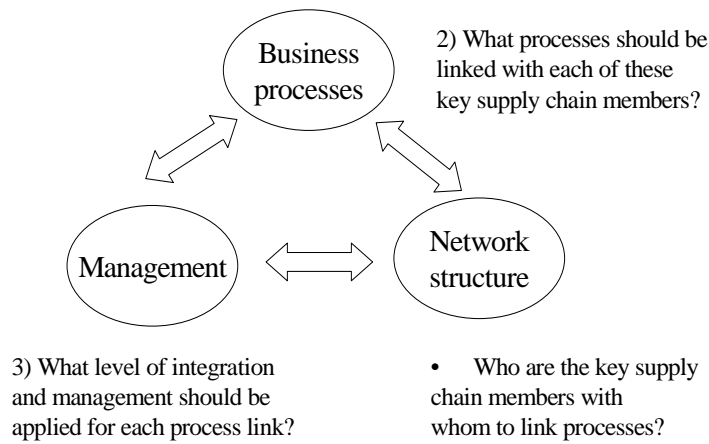 Business
processes
2) What processes should be
linked with each of these
key supply chain members?
Management
Network
structure
3) What level of integration
and management should be
applied for each process link?
• Who are the key supply
chain members with
whom to link processes?